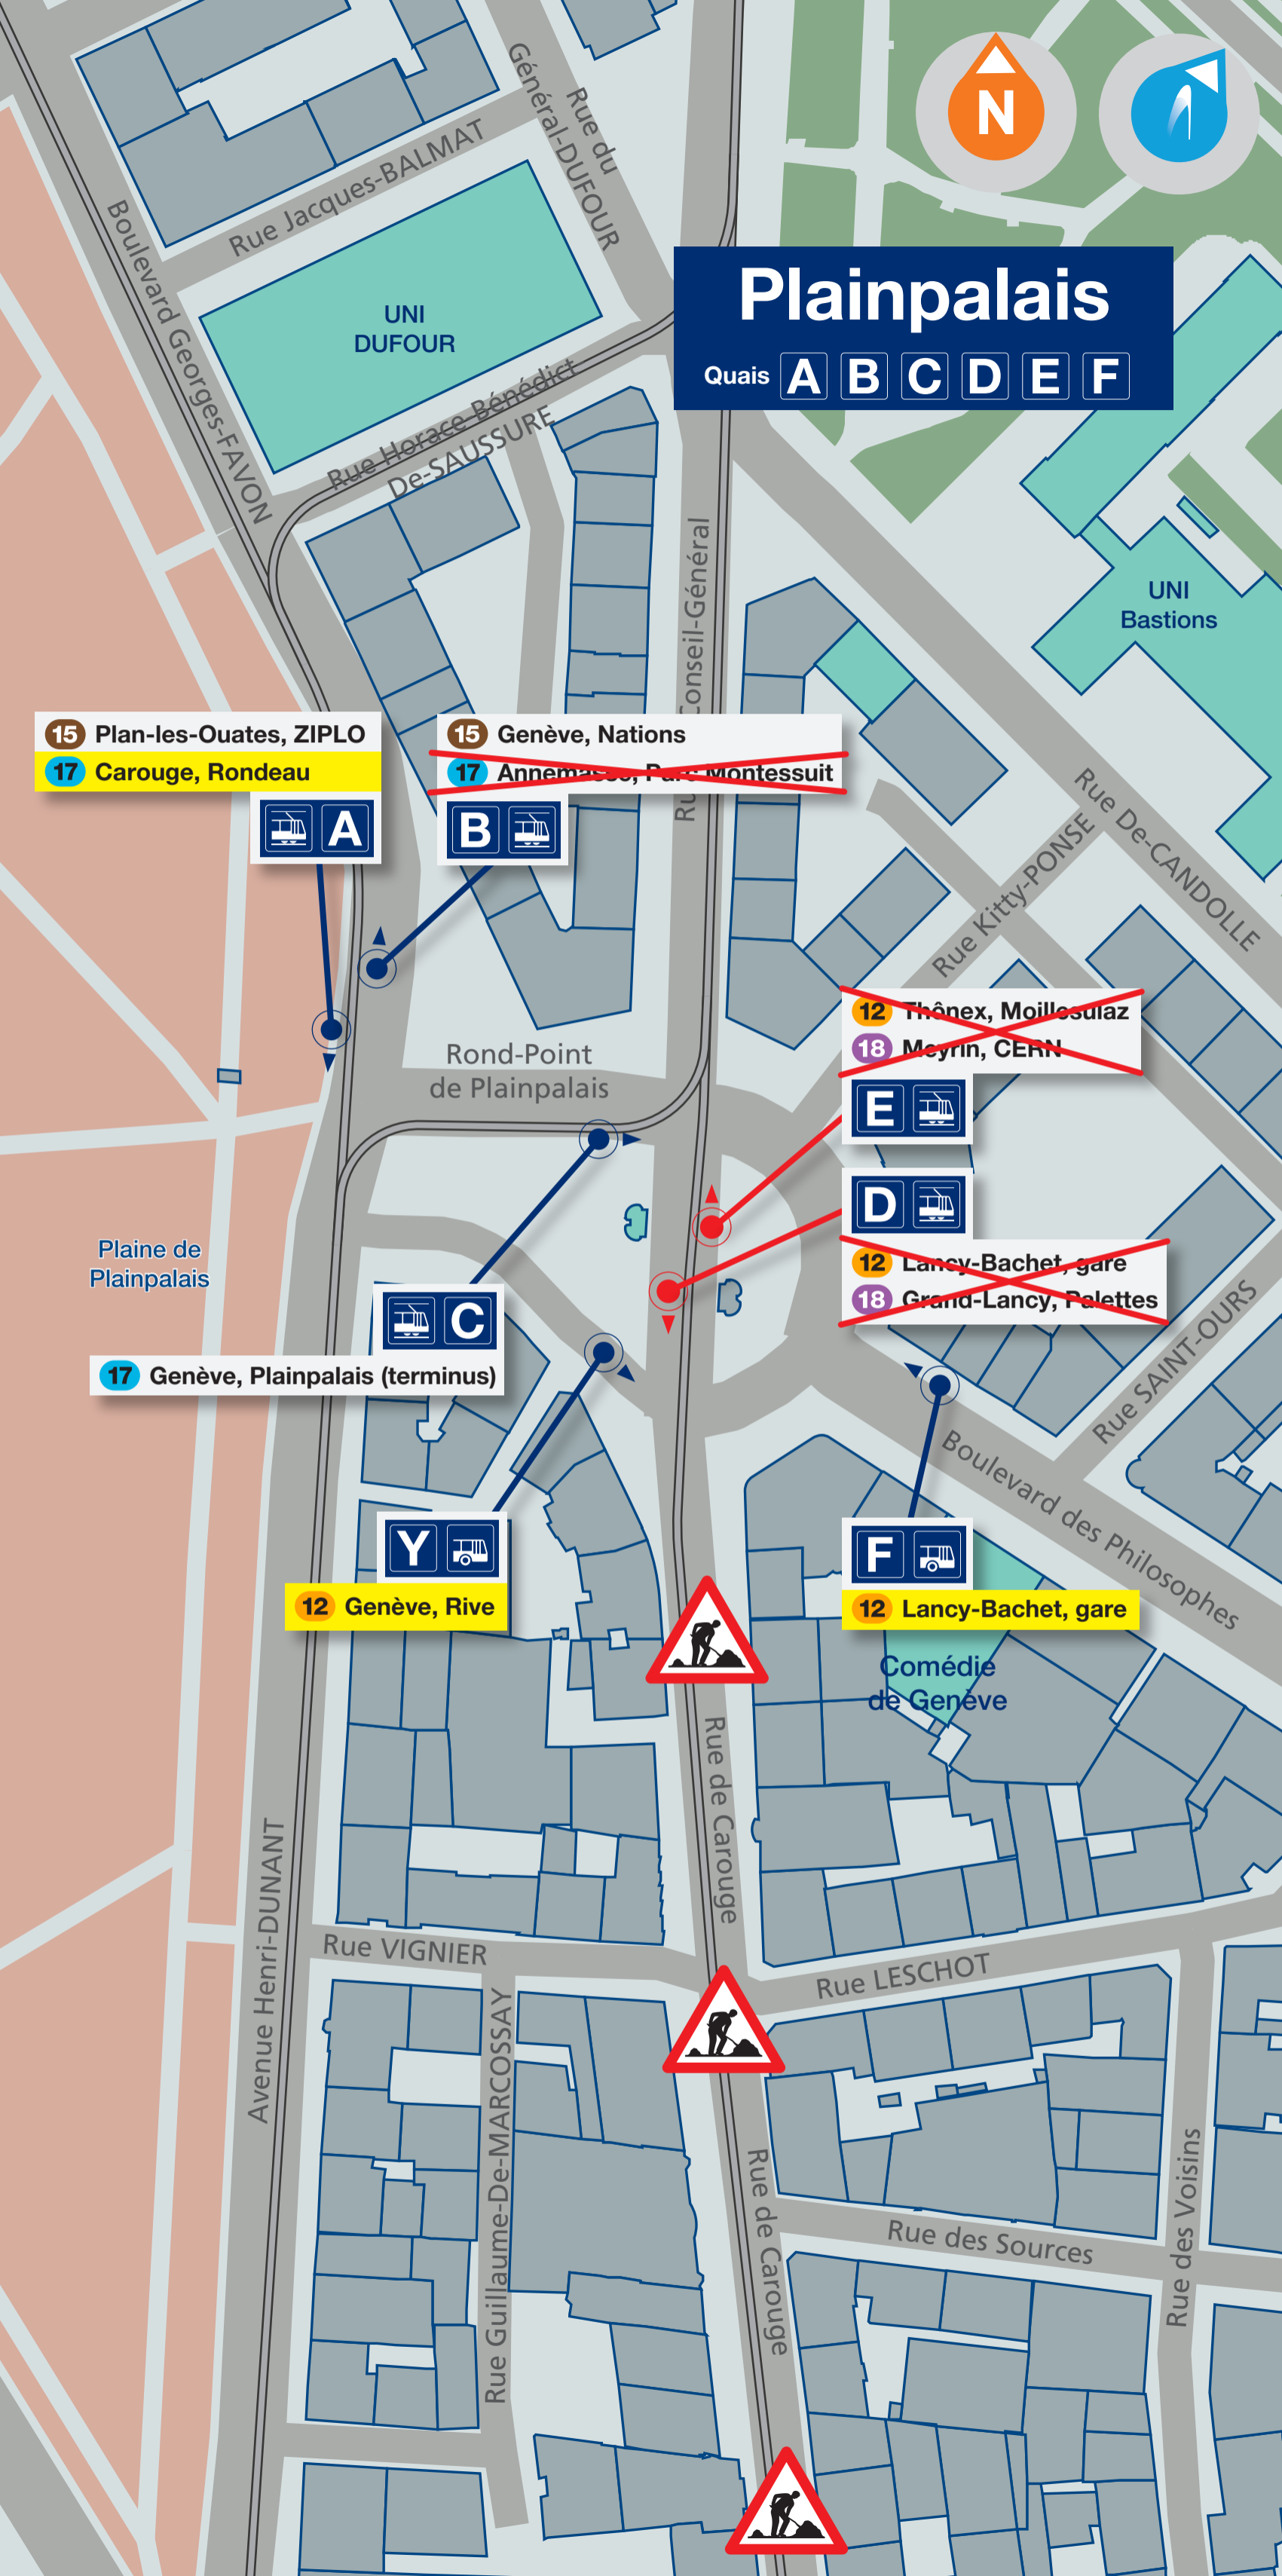 Rue du
Général-DUFOUR
N
Rue Jacques-BALMAT
Boulevard Georges-FAVON
Plainpalais
Quais A B C D E F
UNI
DUFOUR
Rue Horace-Bénédict
De-SAUSSURE
UNI
Bastions
Conseil-Général
15 Plan-les-Ouates, ZIPLO
17 Carouge, Rondeau
A
15 Genève, Nations
17 Annemasse, Parc Montessuit
B
Rue De-CANDOLLE
Rue Kitty-PONSE
12 Thônex, Moillesulaz
18 Meyrin, CERN
E
Rond-Point
de Plainpalais
D
12 Lancy-Bachet, gare
18 Grand-Lancy, Palettes
Plaine de
Plainpalais
C
17 Genève, Plainpalais (terminus)
Rue SAINT-OURS
Boulevard des Philosophes
Y
12 Genève, Rive
F
12 Lancy-Bachet, gare
Comédie
de Genève
Rue de Carouge
Avenue Henri-DUNANT
Rue VIGNIER
Rue LESCHOT
Rue Guillaume-De-MARCOSSAY
Rue de Carouge
Rue des Sources
Rue des Voisins